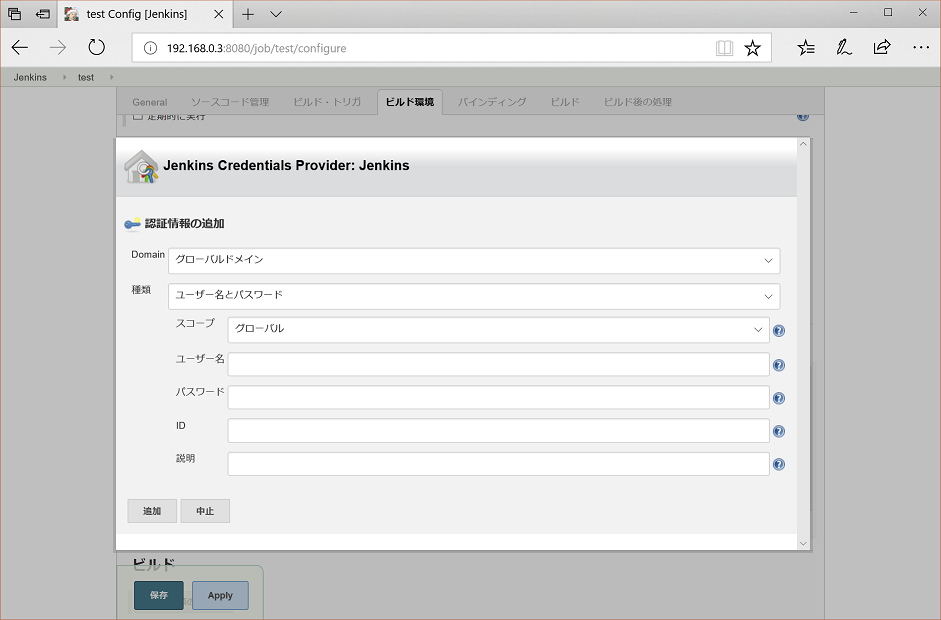 test Config [Jenkins]
192.168.0.3:8080/job/test/configure
Jenkins test
General ソースコード管理 ビルド・トリガ ビルド環境 バインディング ビルド ビルド後の処理
定期的に実行
Jenkins Credentials Provider: Jenkins
認証情報の追加
Domain グローバルドメイン
種類 ユーザー名とパスワード
スコープ グローバル
ユーザー名
パスワード
ID
説明
追加 中止
ビルド
保存 Apply